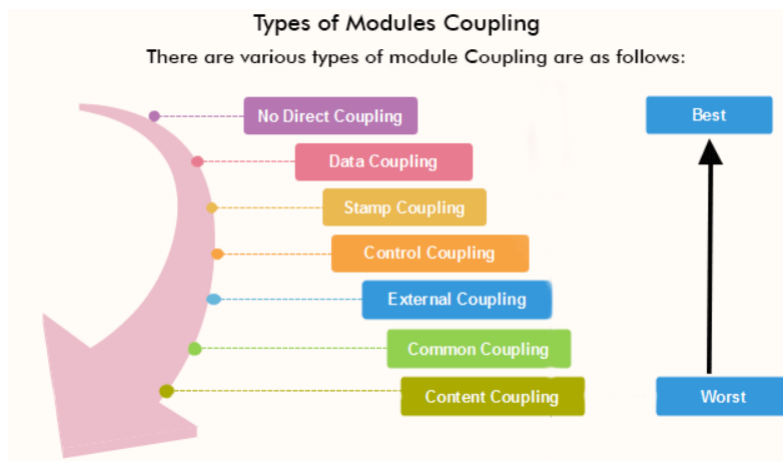 Types of Modules Coupling
There are various types of module Coupling are as follows:
No Direct Coupling
Best
Data Coupling
Stamp Coupling
Control Coupling
External Coupling
Common Coupling
Content Coupling
Worst